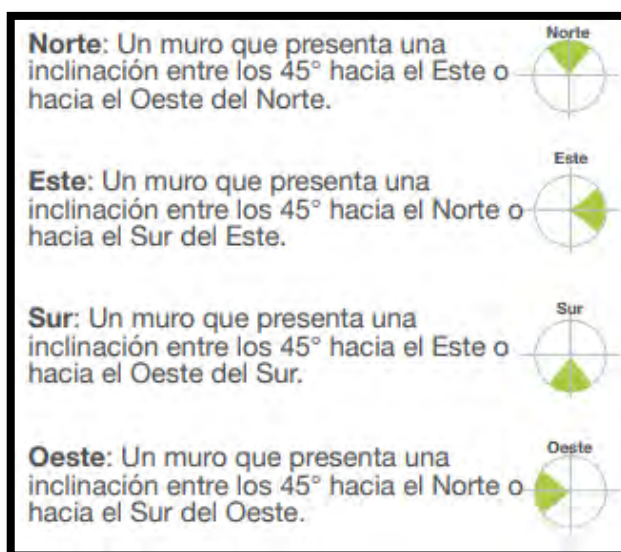 Norte: Un muro que presenta una
inclinación entre los 45° hacia el Este o
hacia el Oeste del Norte.
Norte
Este: Un muro que presenta una
inclinación entre los 45° hacia el Norte o
hacia el Sur del Este.
Este
Sur: Un muro que presenta una
inclinación entre los 45° hacia el Este o
hacia el Oeste del Sur.
Sur
Oeste: Un muro que presenta una
inclinación entre los 45° hacia el Norte o
hacia el Sur del Oeste.
Oeste